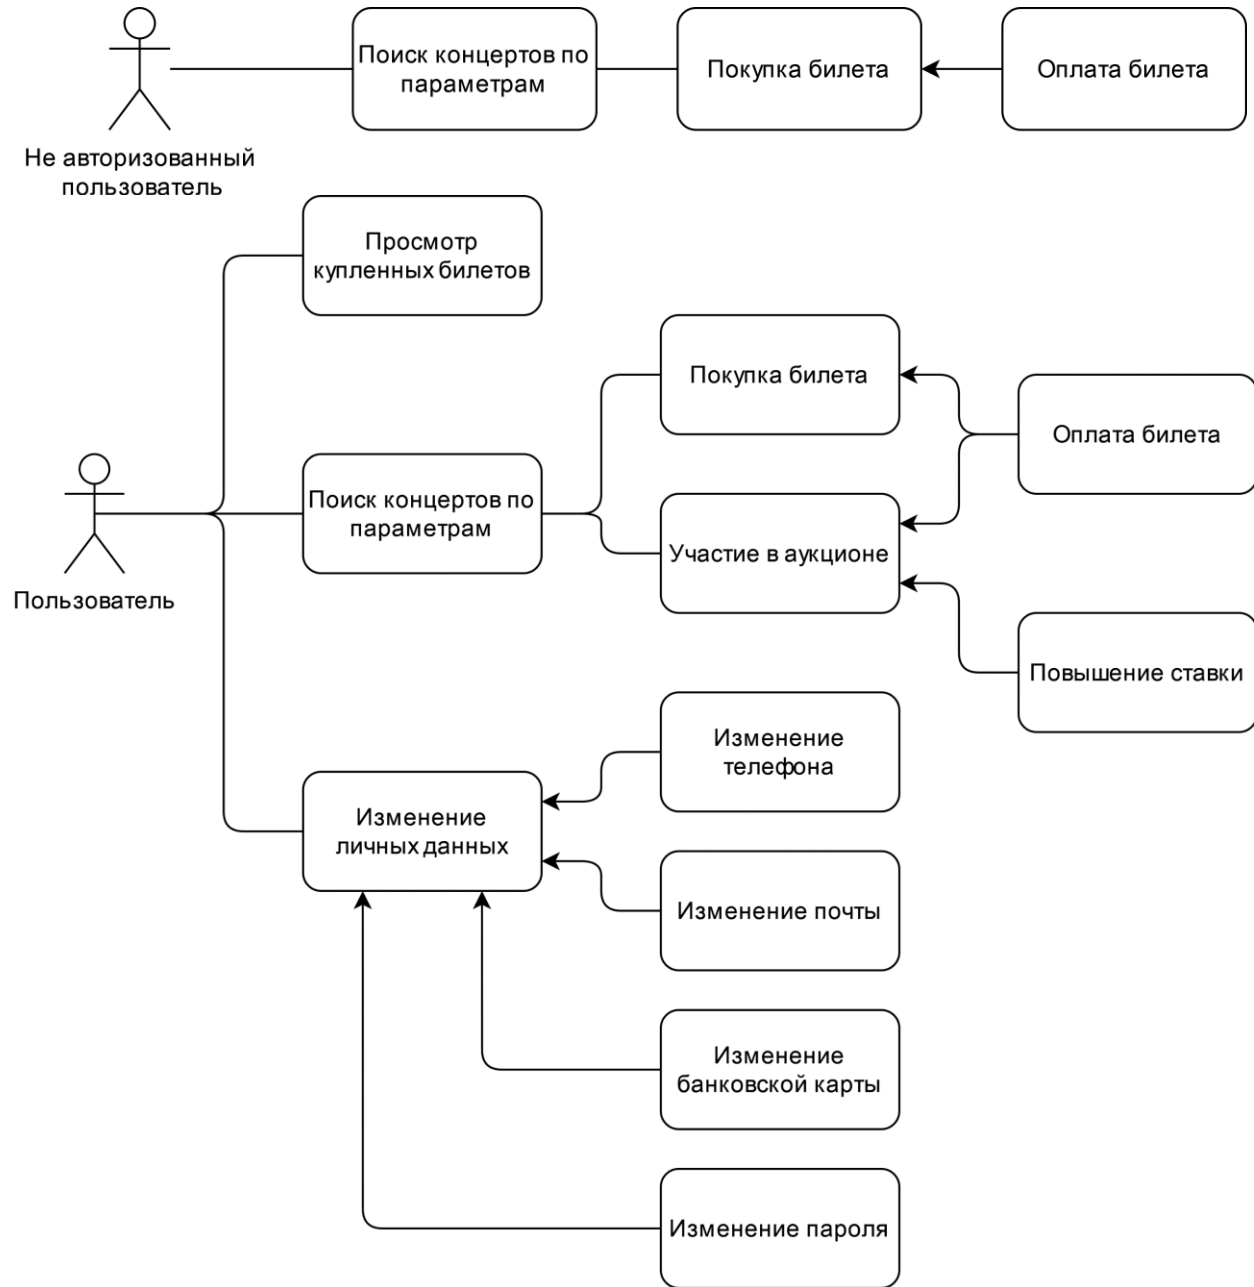 Поиск концертов по
параметрам
Покупка билета
Оплата билета
Не авторизованный
пользователь
Просмотр
купленных билетов
Покупка билета
Оплата билета
Поиск концертов по
параметрам
Участие в аукционе
Пользователь
Повышение ставки
Изменение
телефона
Изменение
личных данных
Изменение почты
Изменение
банковской карты
Изменение пароля